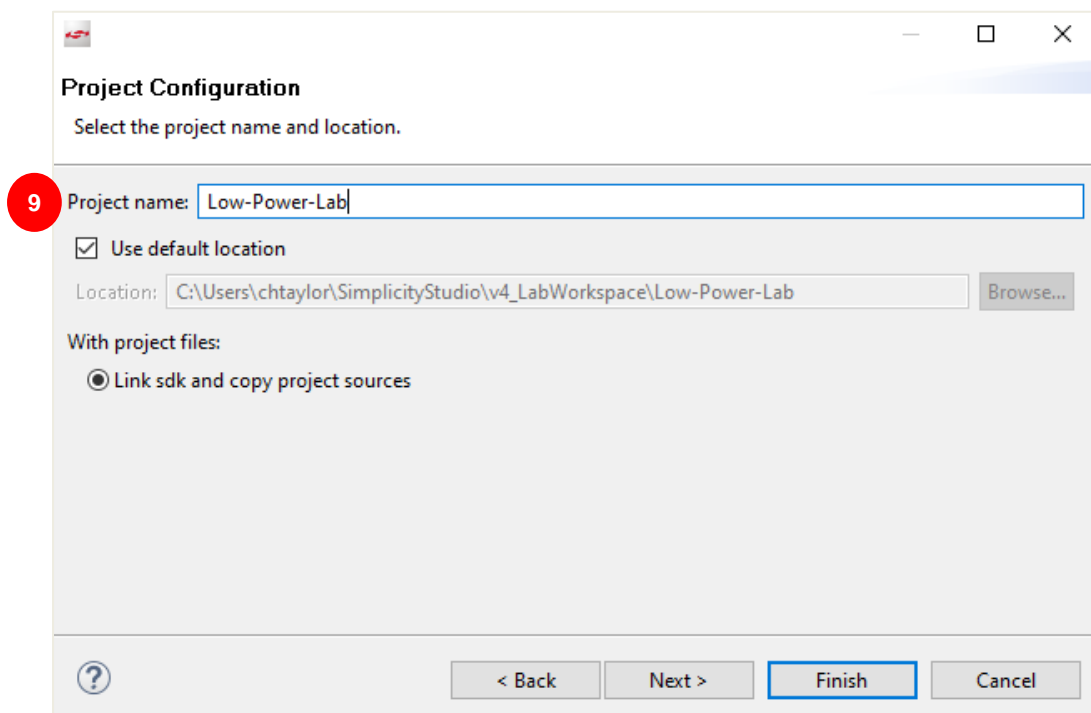 Project Configuration
Select the project name and location.
9 Project name: Low-Power-Lab
Use default location
Location: C:\Users\chtaylor\SimplicityStudio\v4_LabWorkspace\Low-Power-Lab Browse...
With project files:
Link sdk and copy project sources
? < Back Next > Finish Cancel